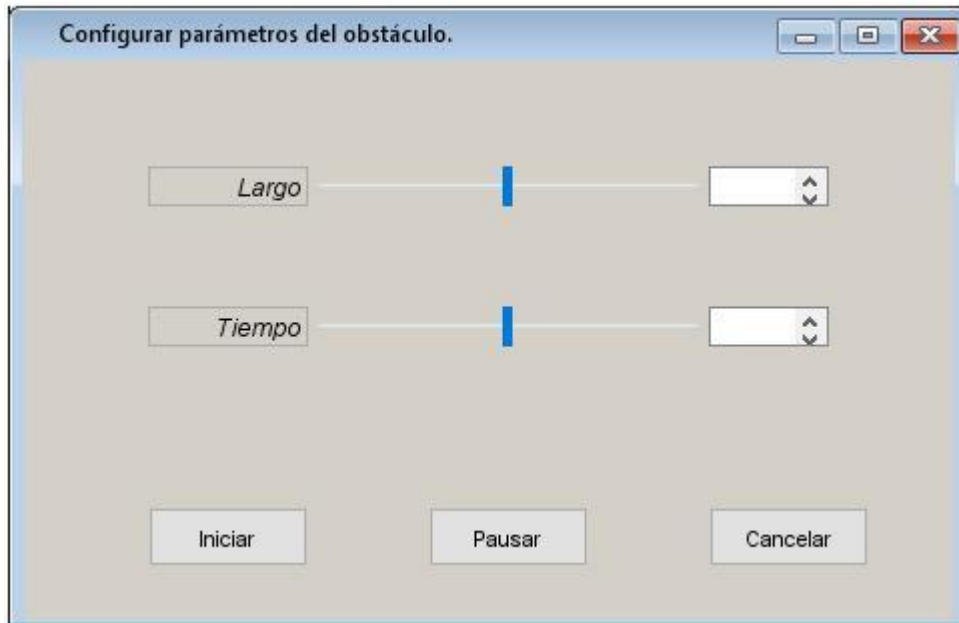 Configurar parámetros del obstáculo.
Largo
Tiempo
Iniciar
Pausar
Cancelar